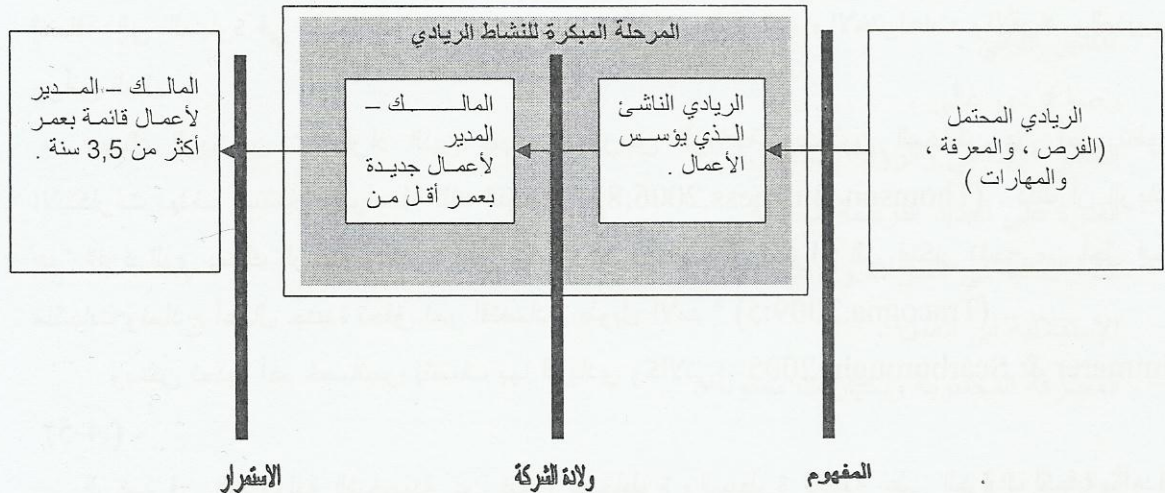 المرحلة المبكرة للنشاط الريادي
الريادي المحتمل
(الفرص ، والمعرفة ،
والمهارات )
الريادي الناشئ
الذي يؤسس
الأعمال .
المالك –
المدير
لأعمال جديدة
بعمر أقل من
المالك – المدير
لأعمال قائمة بعمر
أكثر من 3,5 سنة .
المفهوم
ولادة الشركة
الاستمرار